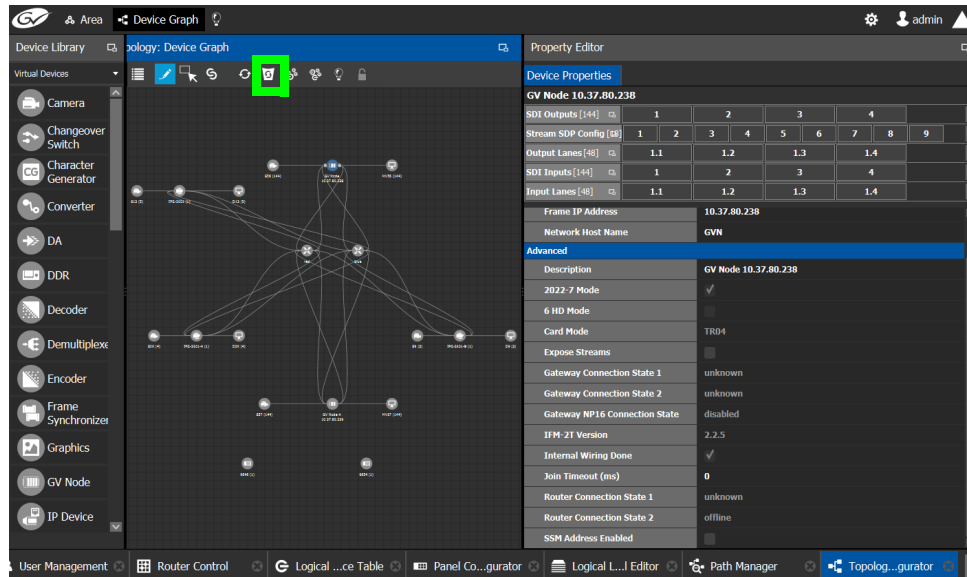 GV Area Device Graph admin
Device Library
pology: Device Graph
Property Editor
Virtual Devices
Camera
Changeover
Switch
Character
Generator
CG
Converter
DA
DDR
Decoder
Demultiplexe
Encoder
Frame
Synchronizer
Graphics
GV Node
IP Device
Device Properties
GV Node 10.37.80.238
SDI Outputs [144] 1 2 3 4
Stream SDP Config [ 1 2 3 4 5 6 7 8 9
Output Lanes [48] 1.1 1.2 1.3 1.4
SDI Inputs [144] 1 2 3 4
Input Lanes [48] 1.1 1.2 1.3 1.4
Frame IP Address 10.37.80.238
Network Host Name GVN
Advanced
Description GV Node 10.37.80.238
2022-7 Mode
6 HD Mode
Card Mode TR04
Expose Streams
Gateway Connection State 1 unknown
Gateway Connection State 2 unknown
Gateway NP16 Connection State disabled
IFM-2T Version 2.2.5
Internal Wiring Done
Join Timeout (ms) 0
Router Connection State 1 unknown
Router Connection State 2 offline
SSM Address Enabled
User Management Router Control Logical ...ce Table Panel Co...gurator Logical L...l Editor Path Manager Topolog...gurator